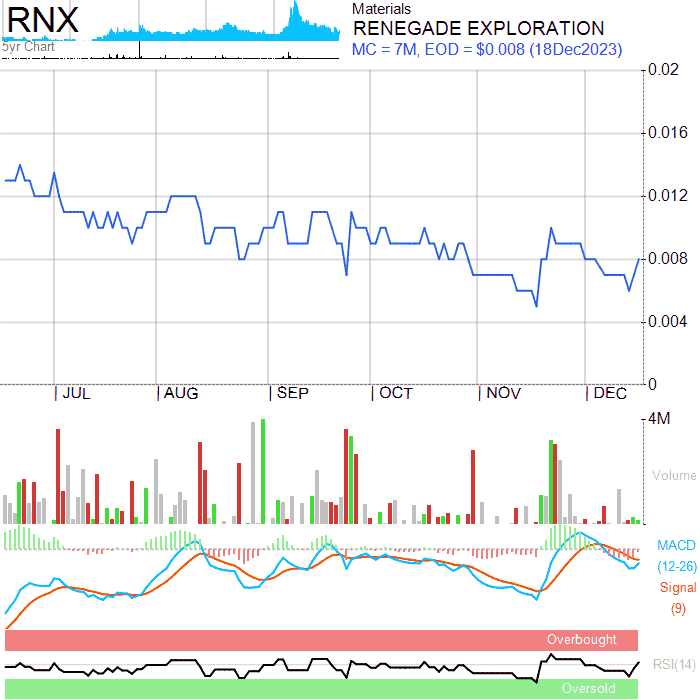 RNX
5yr Chart
Materials
RENEGADE EXPLORATION
MC = 7M, EOD = $0.008 (18Dec2023)
0.02
0.016
0.012
0.008
0.004
0
JUL AUG SEP OCT NOV DEC
4M
Volume
MACD
(12-26)
Signal
(9)
Overbought
RSI(14)
Oversold